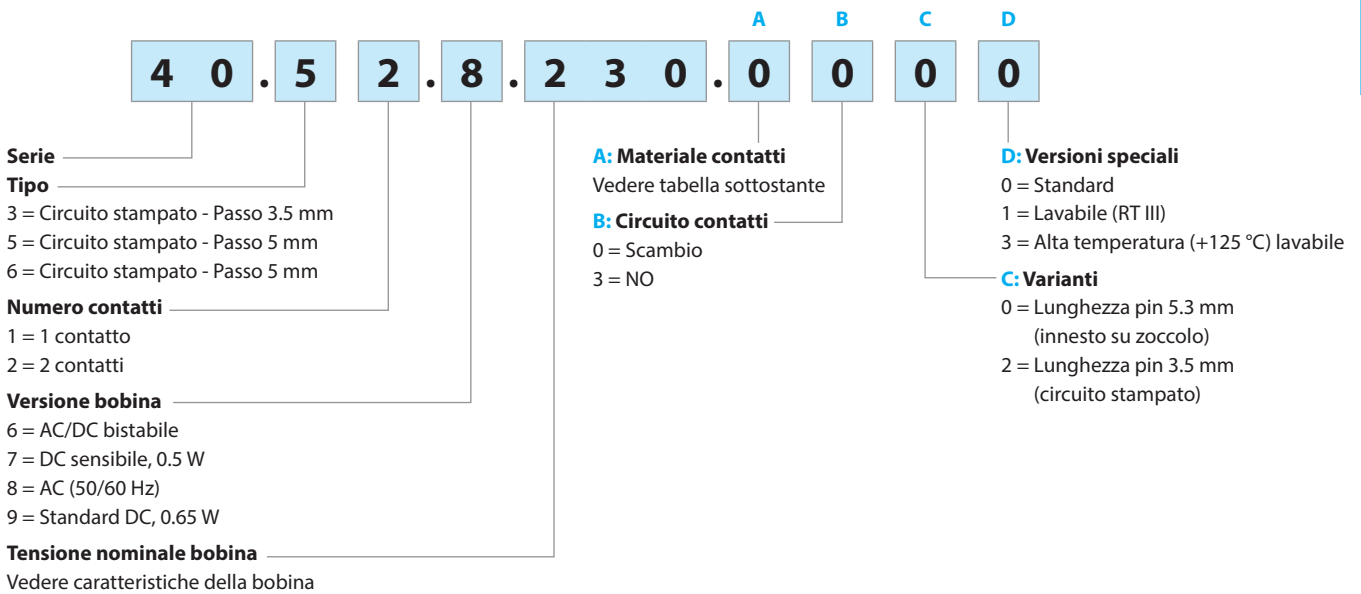 A B C D
4 0 . 5 2 . 8 . 2 3 0 . 0 0 0 0
Serie
Tipo
3 = Circuito stampato - Passo 3.5 mm
5 = Circuito stampato - Passo 5 mm
6 = Circuito stampato - Passo 5 mm
Numero contatti
1 = 1 contatto
2 = 2 contatti
Versione bobina
6 = AC/DC bistabile
7 = DC sensibile, 0.5 W
8 = AC (50/60 Hz)
9 = Standard DC, 0.65 W
Tensione nominale bobina
Vedere caratteristiche della bobina
A: Materiale contatti
Vedere tabella sottostante
B: Circuito contatti
0 = Scambio
3 = NO
D: Versioni speciali
0 = Standard
1 = Lavabile (RT III)
3 = Alta temperatura (+125 °C) lavabile
C: Varianti
0 = Lunghezza pin 5.3 mm
(innesto su zoccolo)
2 = Lunghezza pin 3.5 mm
(circuito stampato)